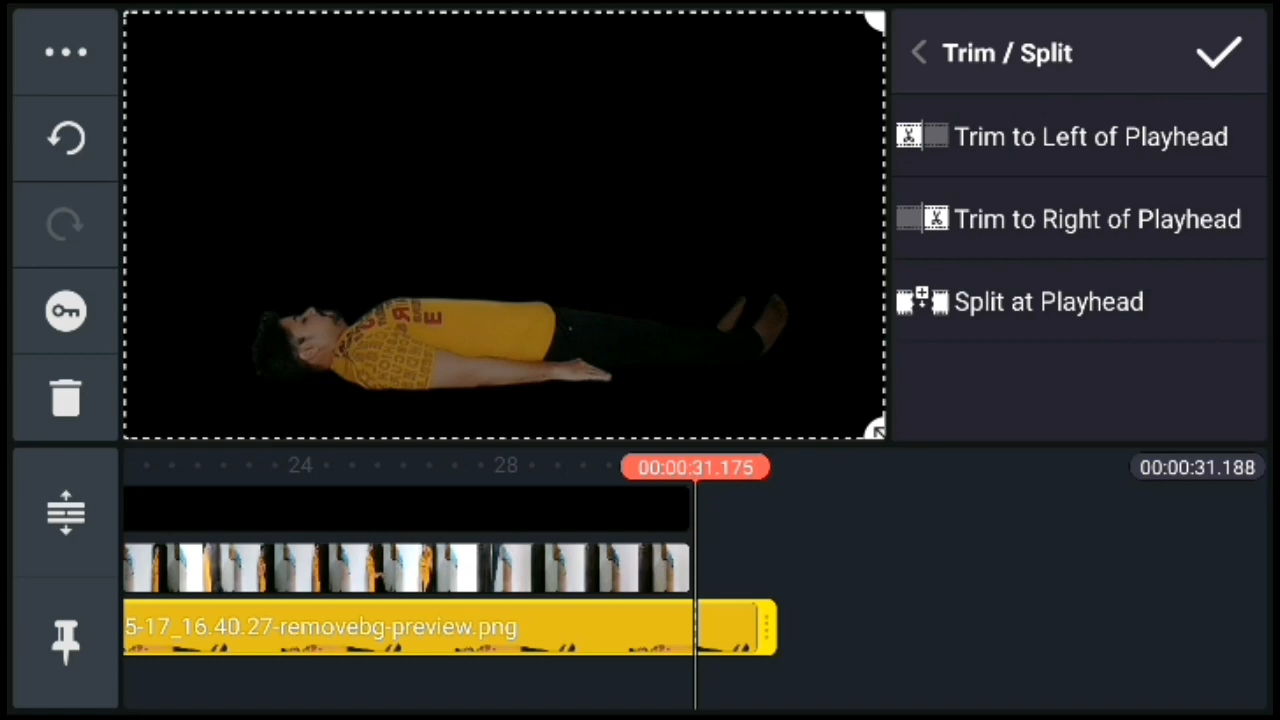 Trim / Split
Trim to Left of Playhead
Trim to Right of Playhead
Split at Playhead
24
28
00:00:31.175
00:00:31.188
5-17_16.40.27-removebg-preview.png